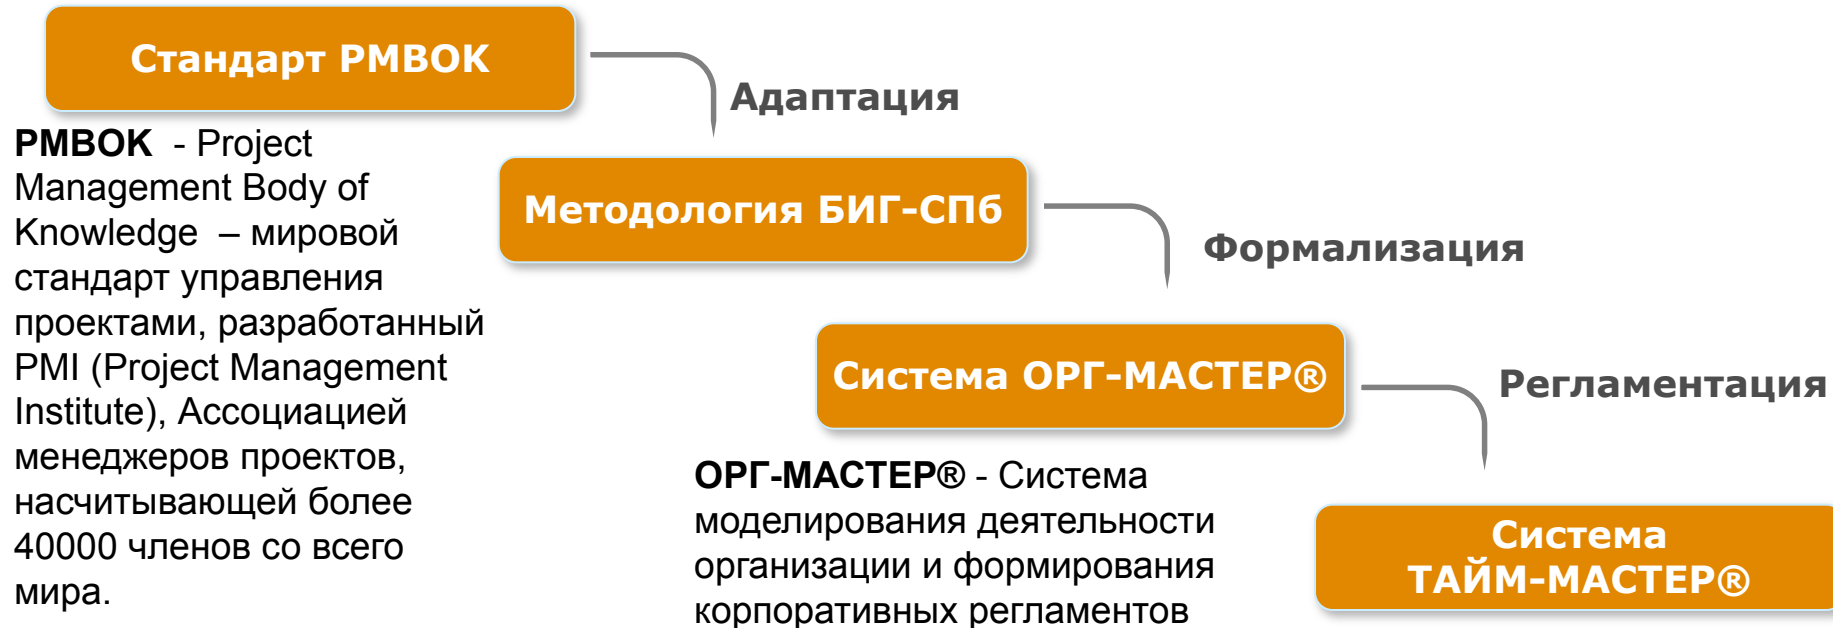 Стандарт PMBOK
Адаптация
PMBOK - Project
Management Body of
Knowledge – мировой
стандарт управления
проектами, разработанный
PMI (Project Management
Institute), Ассоциацией
менеджеров проектов,
насчитывающей более
40000 членов со всего
мира.
Методология БИГ-СПб
Формализация
Система ОРГ-МАСТЕР®
Регламентация
ОРГ-МАСТЕР® - Система
моделирования деятельности
организации и формирования
корпоративных регламентов
Система
ТАЙМ-МАСТЕР®